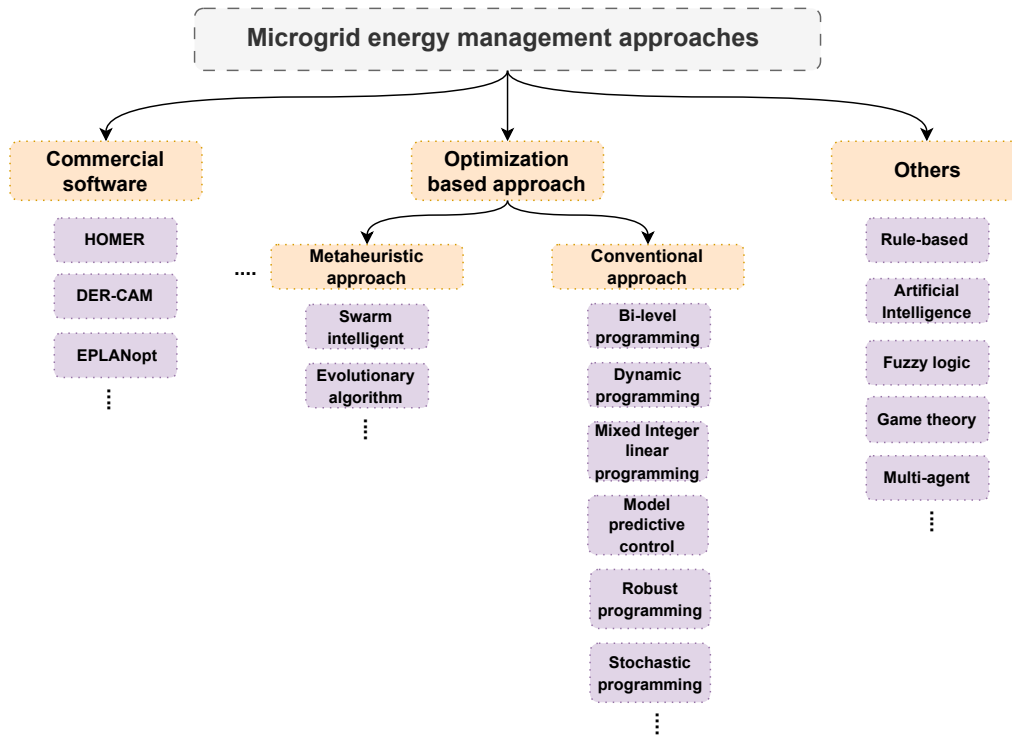 Microgrid energy management approaches
Commercial
software
HOMER
DER-CAM
EPLANopt
Optimization
based approach
....
Metaheuristic
approach
Swarm
intelligent
Evolutionary
algorithm
Conventional
approach
Bi-level
programming
Dynamic
programming
Mixed Integer
linear
programming
Model
predictive
control
Robust
programming
Stochastic
programming
Others
Rule-based
Artificial
Intelligence
Fuzzy logic
Game theory
Multi-agent